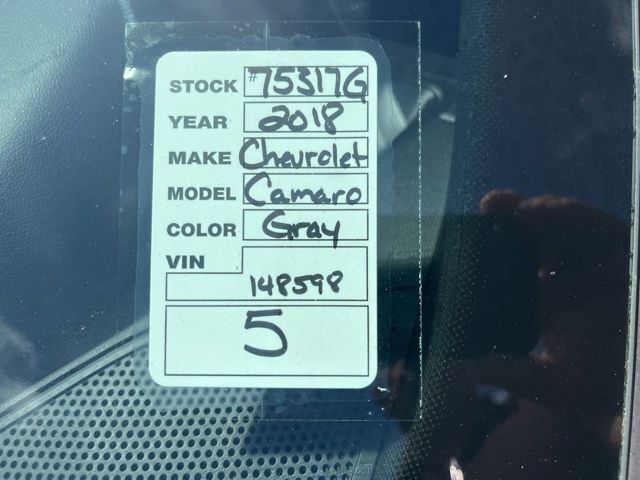 STOCK #75317G
YEAR 2018
MAKE Chevrolet
MODEL Camaro
COLOR Gray
VIN
148598
5